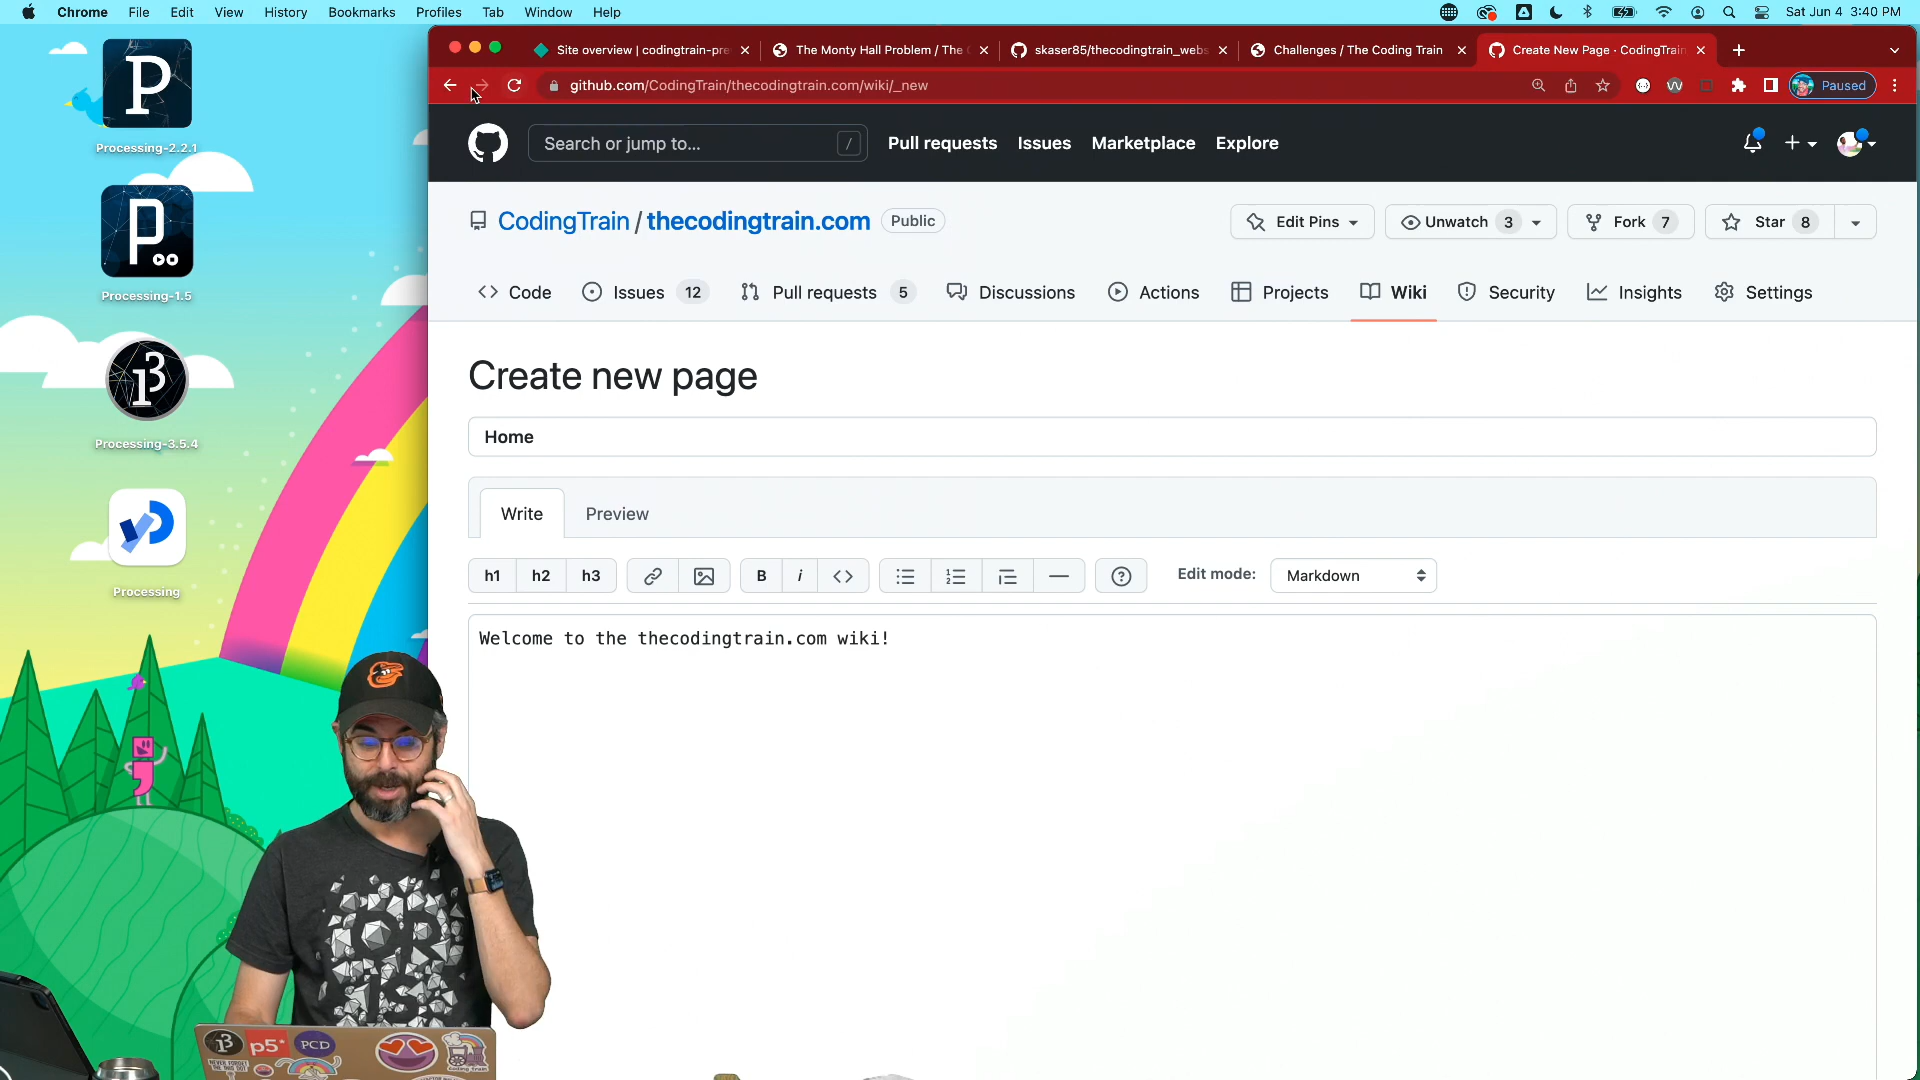 Chrome File Edit View History Bookmarks Profiles Tab Window Help Sat Jun 4 3:40 PM
Site overview | codingtrain-pre
The Monty Hall Problem / The
skaser85/thecodingtrain_webs
Challenges / The Coding Train
Create New Page · CodingTrain
github.com/CodingTrain/thecodingtrain.com/wiki/_new
Paused
Search or jump to... /
Pull requests Issues Marketplace Explore
CodingTrain / thecodingtrain.com Public
Edit Pins Unwatch 3 Fork 7 Star 8
Code Issues 12 Pull requests 5 Discussions Actions Projects Wiki Security Insights Settings
Create new page
Home
Write Preview
h1 h2 h3 B i Edit mode: Markdown
Welcome to the thecodingtrain.com wiki!
P
Processing-2.2.1
P
Processing-1.5
Processing-3.5.4
Processing
p5*
PCD